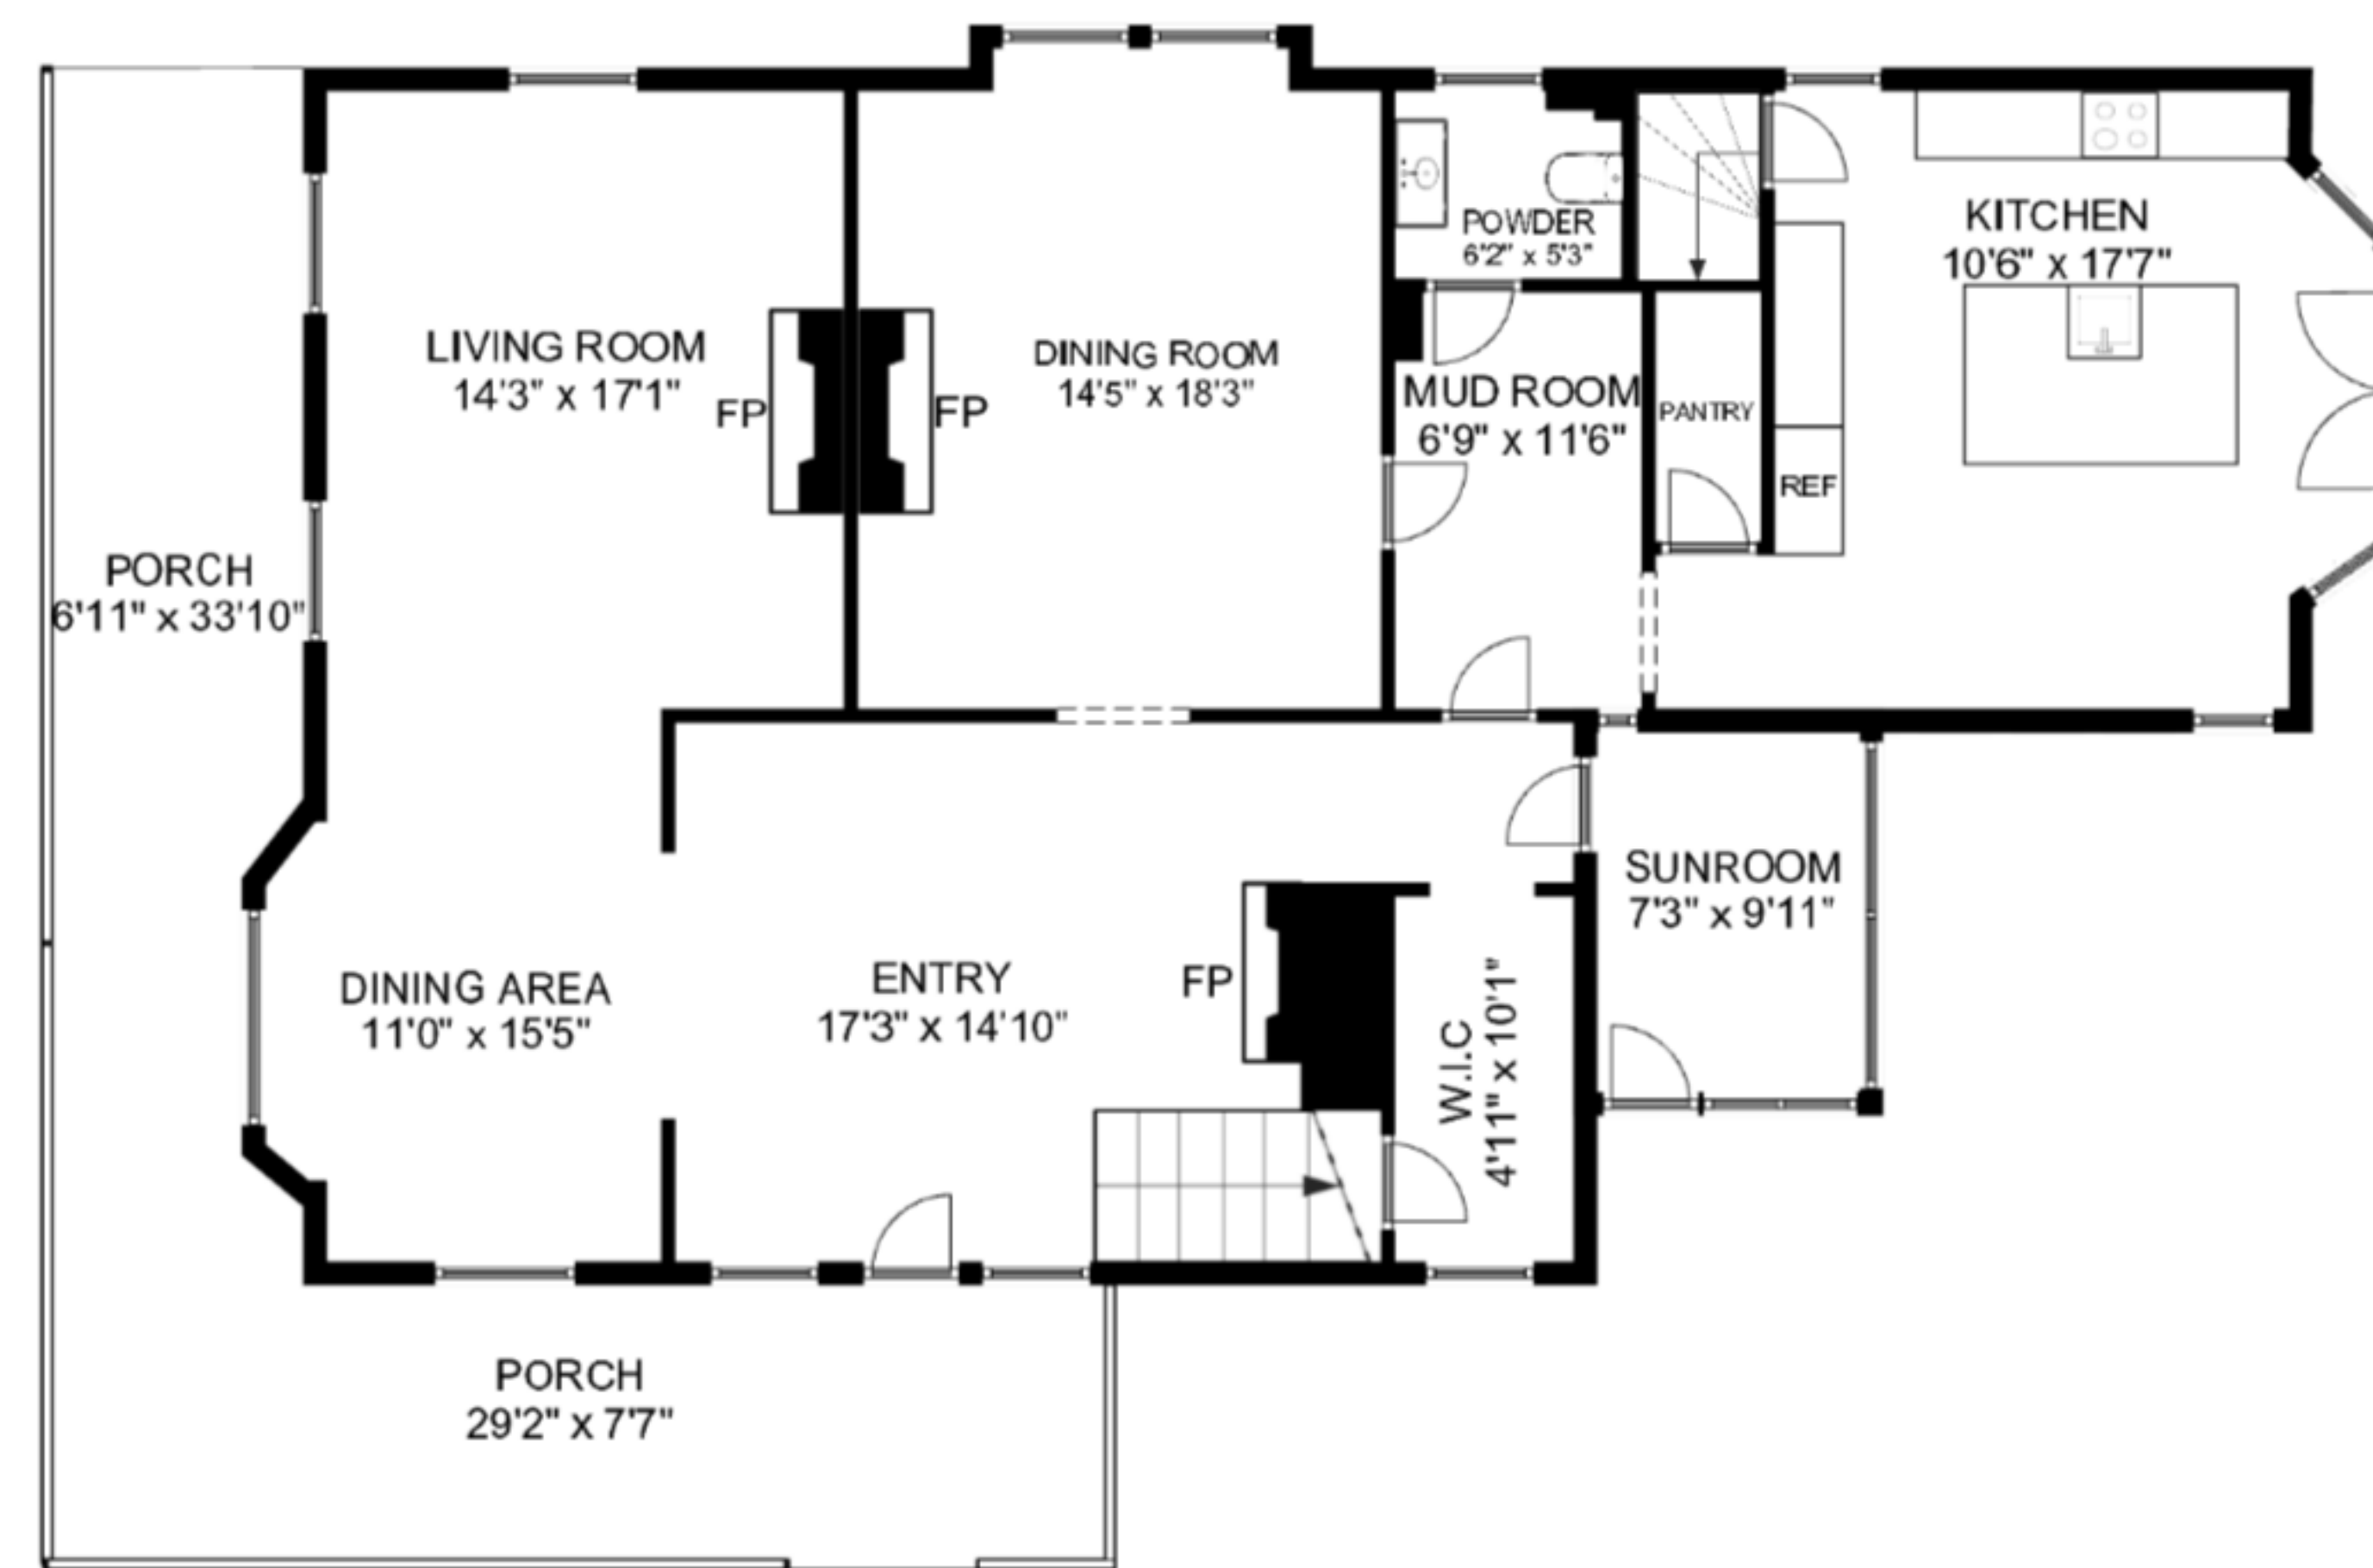 LIVING ROOM
14'3" x 17'1"
FP
FP
DINING ROOM
14'5" x 18'3"
POWDER
6'2" x 5'3"
MUD ROOM
6'9" x 11'6"
PANTRY
REF
KITCHEN
10'6" x 17'7"
PORCH
6'11" x 33'10"
DINING AREA
11'0" x 15'5"
ENTRY
17'3" x 14'10"
FP
W.I.C
4'11" x 10'1"
SUNROOM
7'3" x 9'11"
PORCH
29'2" x 7'7"